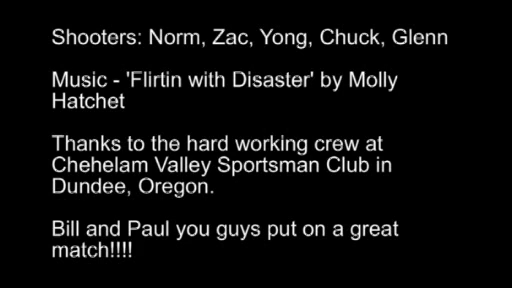 Shooters: Norm, Zac, Yong, Chuck, Glenn
Music - 'Flirtin with Disaster' by Molly
Hatchet
Thanks to the hard working crew at
Chehelam Valley Sportsman Club in
Dundee, Oregon.
Bill and Paul you guys put on a great
match!!!!